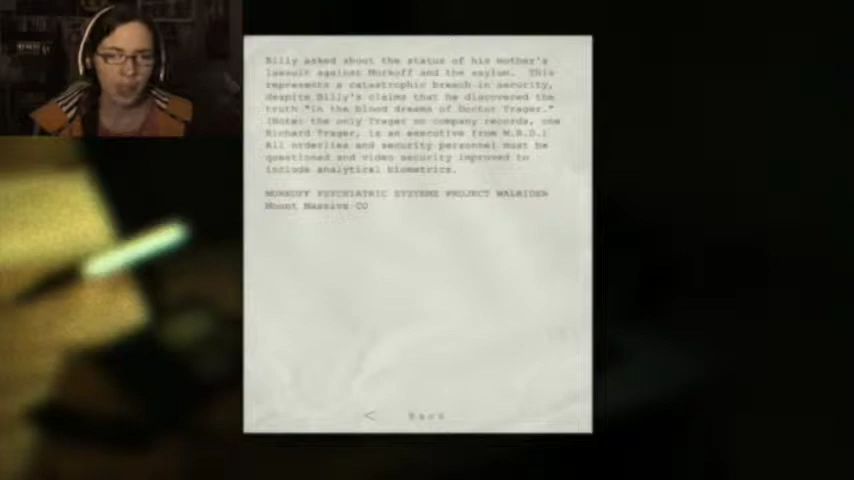 Billy asked about the status of his mother's
lawsuit against Murkoff and the asylum. This
represents a catastrophic breach in security,
despite Billy's claims that he discovered the
truth "in the blood dreams of Doctor Trager."
(Note: the only Trager on company records, one
Richard Trager, is an executive from M.R.D.)
All orderlies and security personnel must be
questioned and video security improved to
include analytical biometrics.
MURKOFF PSYCHIATRIC SYSTEMS PROJECT WALRIDER
Mount Massive CO
< Back